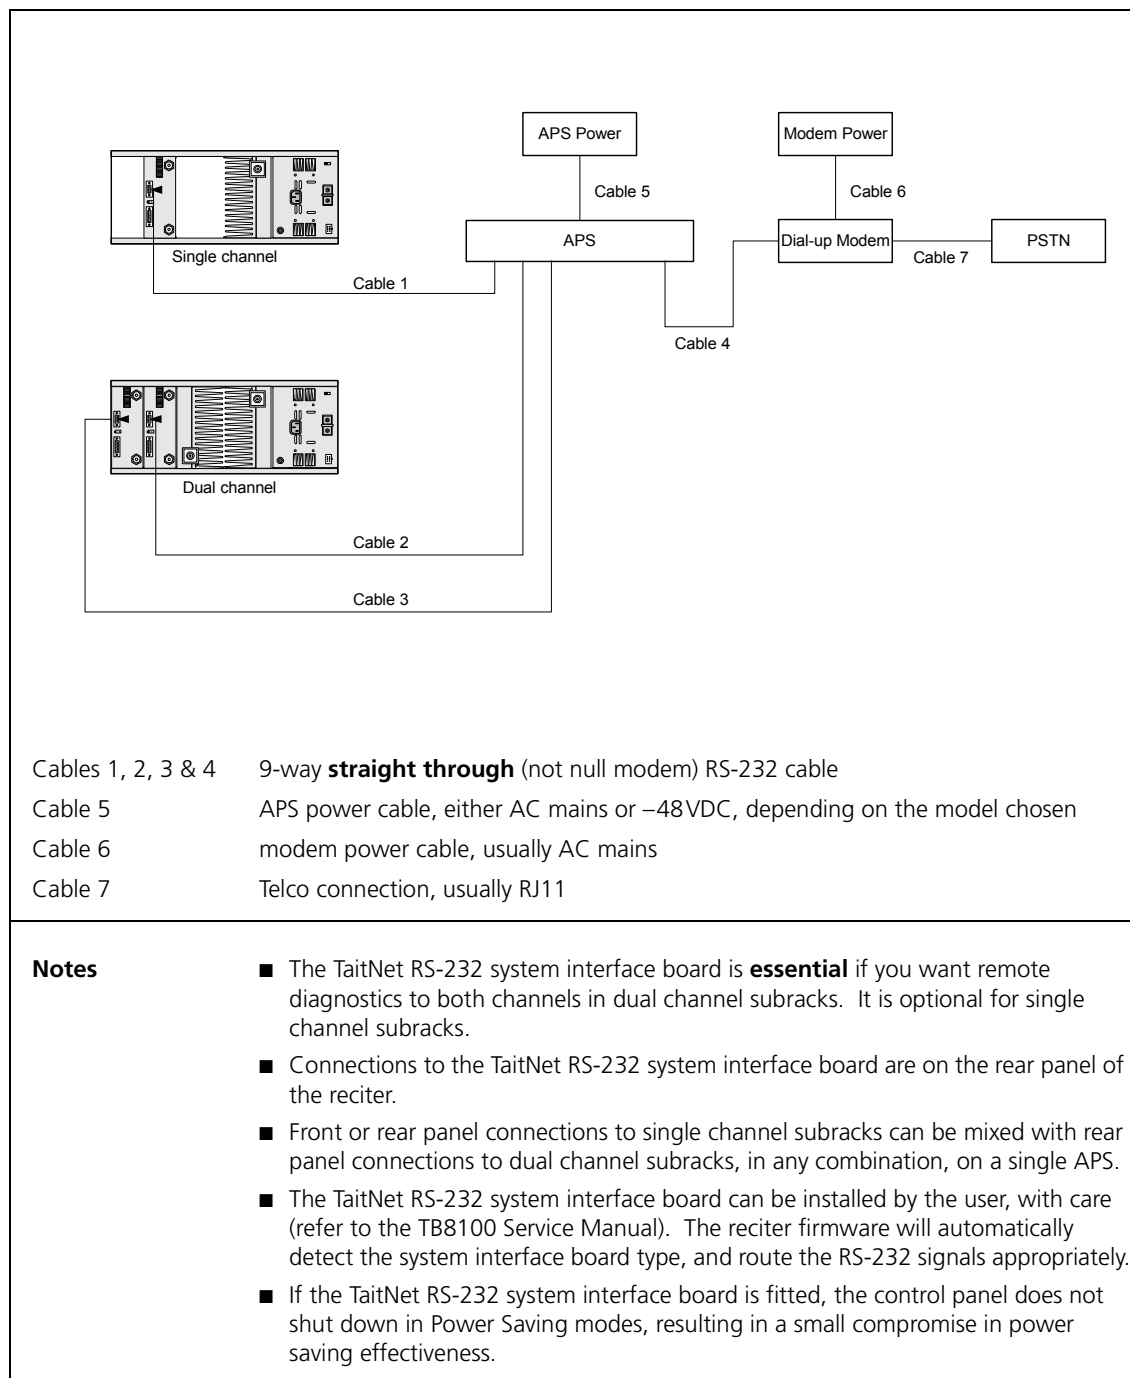 APS Power
Modem Power
Cable 5
Cable 6
APS
Dial-up Modem
Cable 7
PSTN
Single channel
Cable 1
Cable 4
Dual channel
Cable 2
Cable 3
Cables 1, 2, 3 & 4 9-way straight through (not null modem) RS-232 cable
Cable 5 APS power cable, either AC mains or –48VDC, depending on the model chosen
Cable 6 modem power cable, usually AC mains
Cable 7 Telco connection, usually RJ11
Notes ■ The TaitNet RS-232 system interface board is essential if you want remote
diagnostics to both channels in dual channel subracks. It is optional for single
channel subracks.
■ Connections to the TaitNet RS-232 system interface board are on the rear panel of
the reciter.
■ Front or rear panel connections to single channel subracks can be mixed with rear
panel connections to dual channel subracks, in any combination, on a single APS.
■ The TaitNet RS-232 system interface board can be installed by the user, with care
(refer to the TB8100 Service Manual). The reciter firmware will automatically
detect the system interface board type, and route the RS-232 signals appropriately.
■ If the TaitNet RS-232 system interface board is fitted, the control panel does not
shut down in Power Saving modes, resulting in a small compromise in power
saving effectiveness.